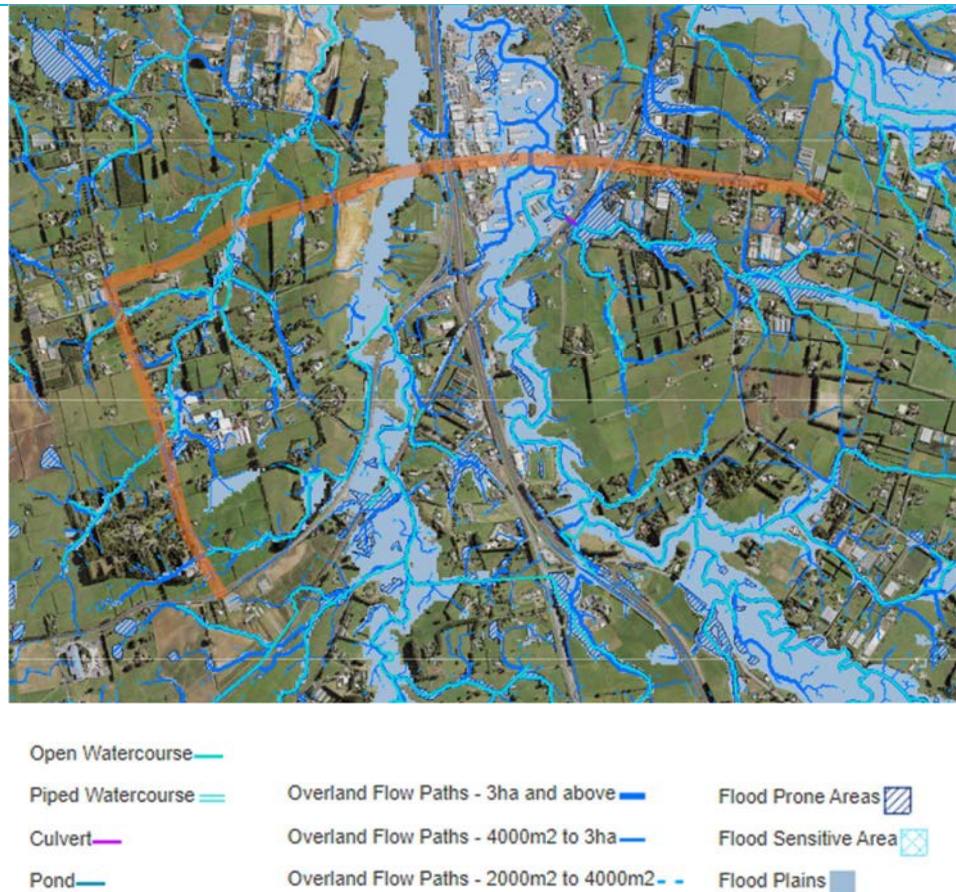 Open Watercourse
Piped Watercourse
Culvert
Pond
Overland Flow Paths - 3ha and above
Overland Flow Paths - 4000m2 to 3ha
Overland Flow Paths - 2000m2 to 4000m2
Flood Prone Areas
Flood Sensitive Area
Flood Plains